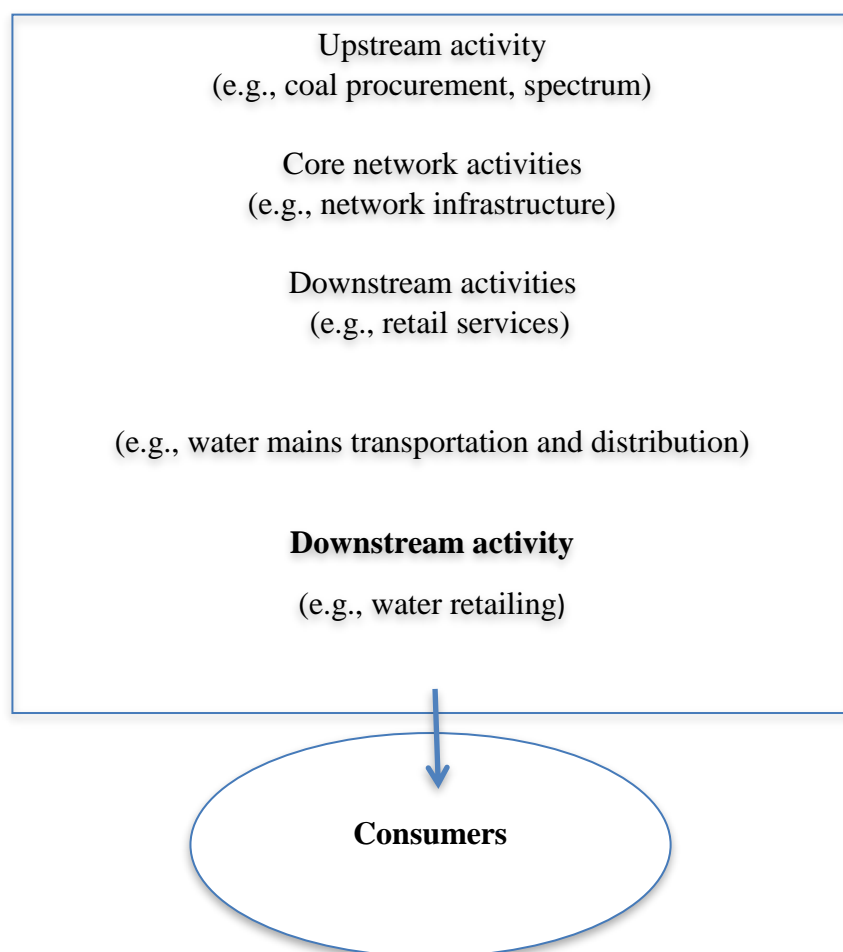 Upstream activity
(e.g., coal procurement, spectrum)
Core network activities
(e.g., network infrastructure)
Downstream activities
(e.g., retail services)
(e.g., water mains transportation and distribution)
Downstream activity
(e.g., water retailing)
Consumers